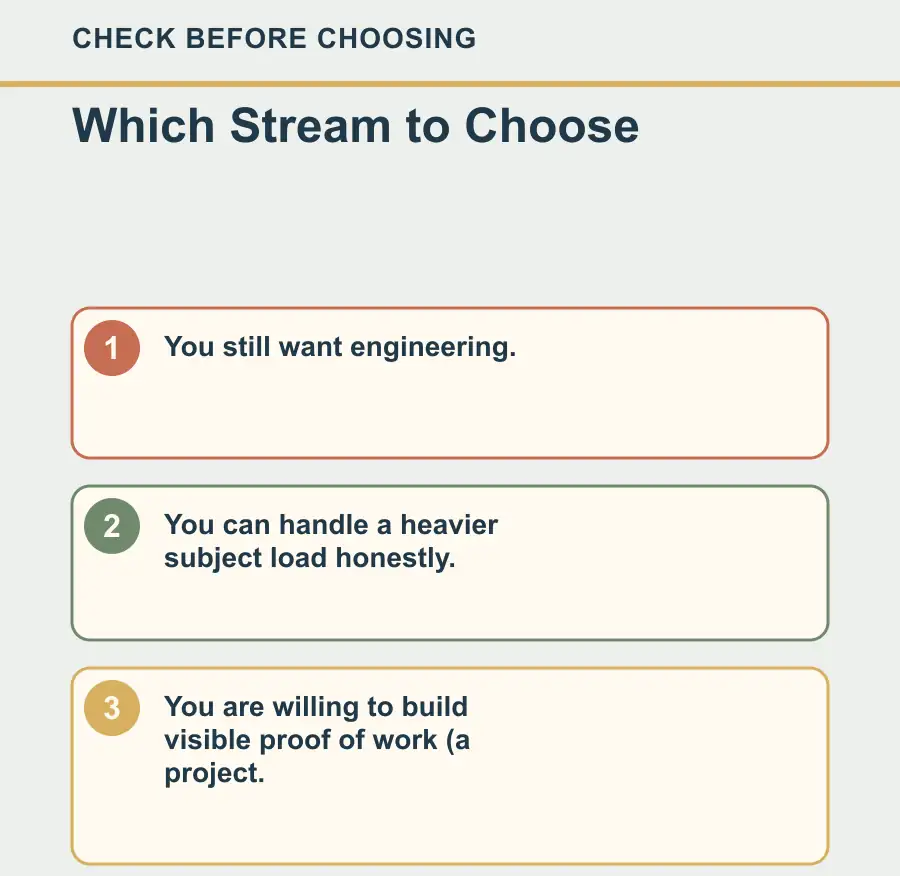 CHECK BEFORE CHOOSING
Which Stream to Choose
1
You still want engineering.
2
You can handle a heavier
subject load honestly.
3
You are willing to build
visible proof of work (a
project.